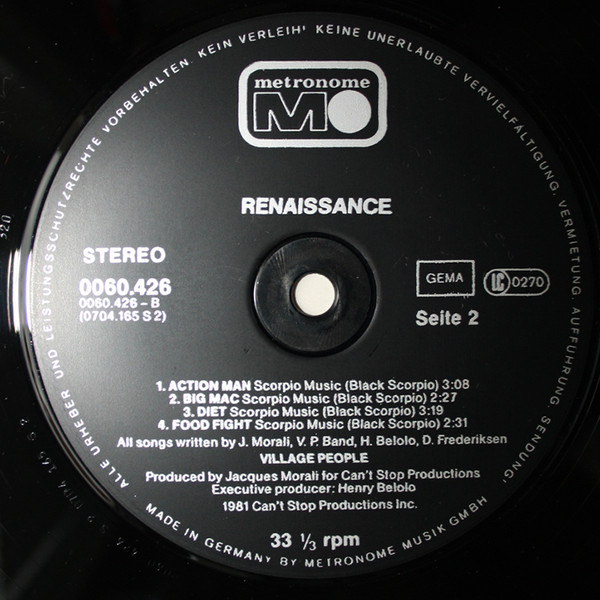 ALLE URHEBER UND LEISTUNGSSCHUTZRECHTE VORBEHALTEN. KEIN VERLEIH' KEINE UNERLAUBTE VERVIELFÄLTIGUNG. VERMIETUNG. AUFFÜHRUNG. SENDUNG!
metronome
M
RENAISSANCE
STEREO
0060.426
0060.426 - B
(0704.165 S 2)
GEMA
LC 0270
Seite 2
1. ACTION MAN Scorpio Music (Black Scorpio) 3:08
2. BIG MAC Scorpio Music (Black Scorpio) 2:27
3. DIET Scorpio Music (Black Scorpio) 3:19
4. FOOD FIGHT Scorpio Music (Black Scorpio) 2:31
All songs written by J. Morali, V. P. Band, H. Belolo, D. Frederiksen
VILLAGE PEOPLE
Produced by Jacques Morali for Can't Stop Productions
Executive producer: Henry Belolo
1981 Can't Stop Productions Inc.
33 1/3 rpm
MADE IN GERMANY BY METRONOME MUSIK GMBH